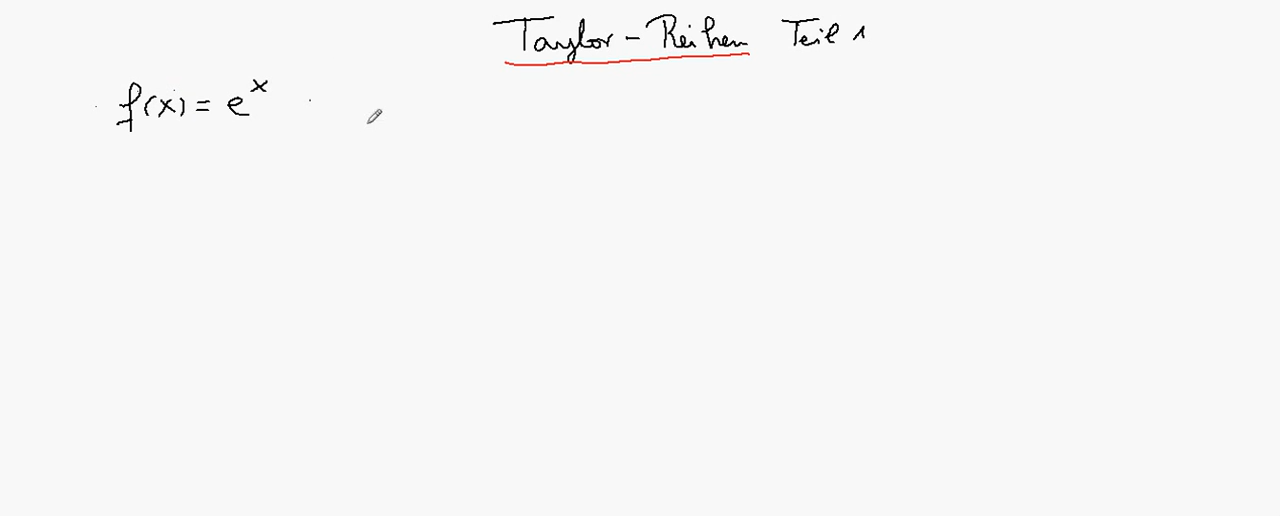 Taylor-Reihen Teil 1
f(x) = e^x